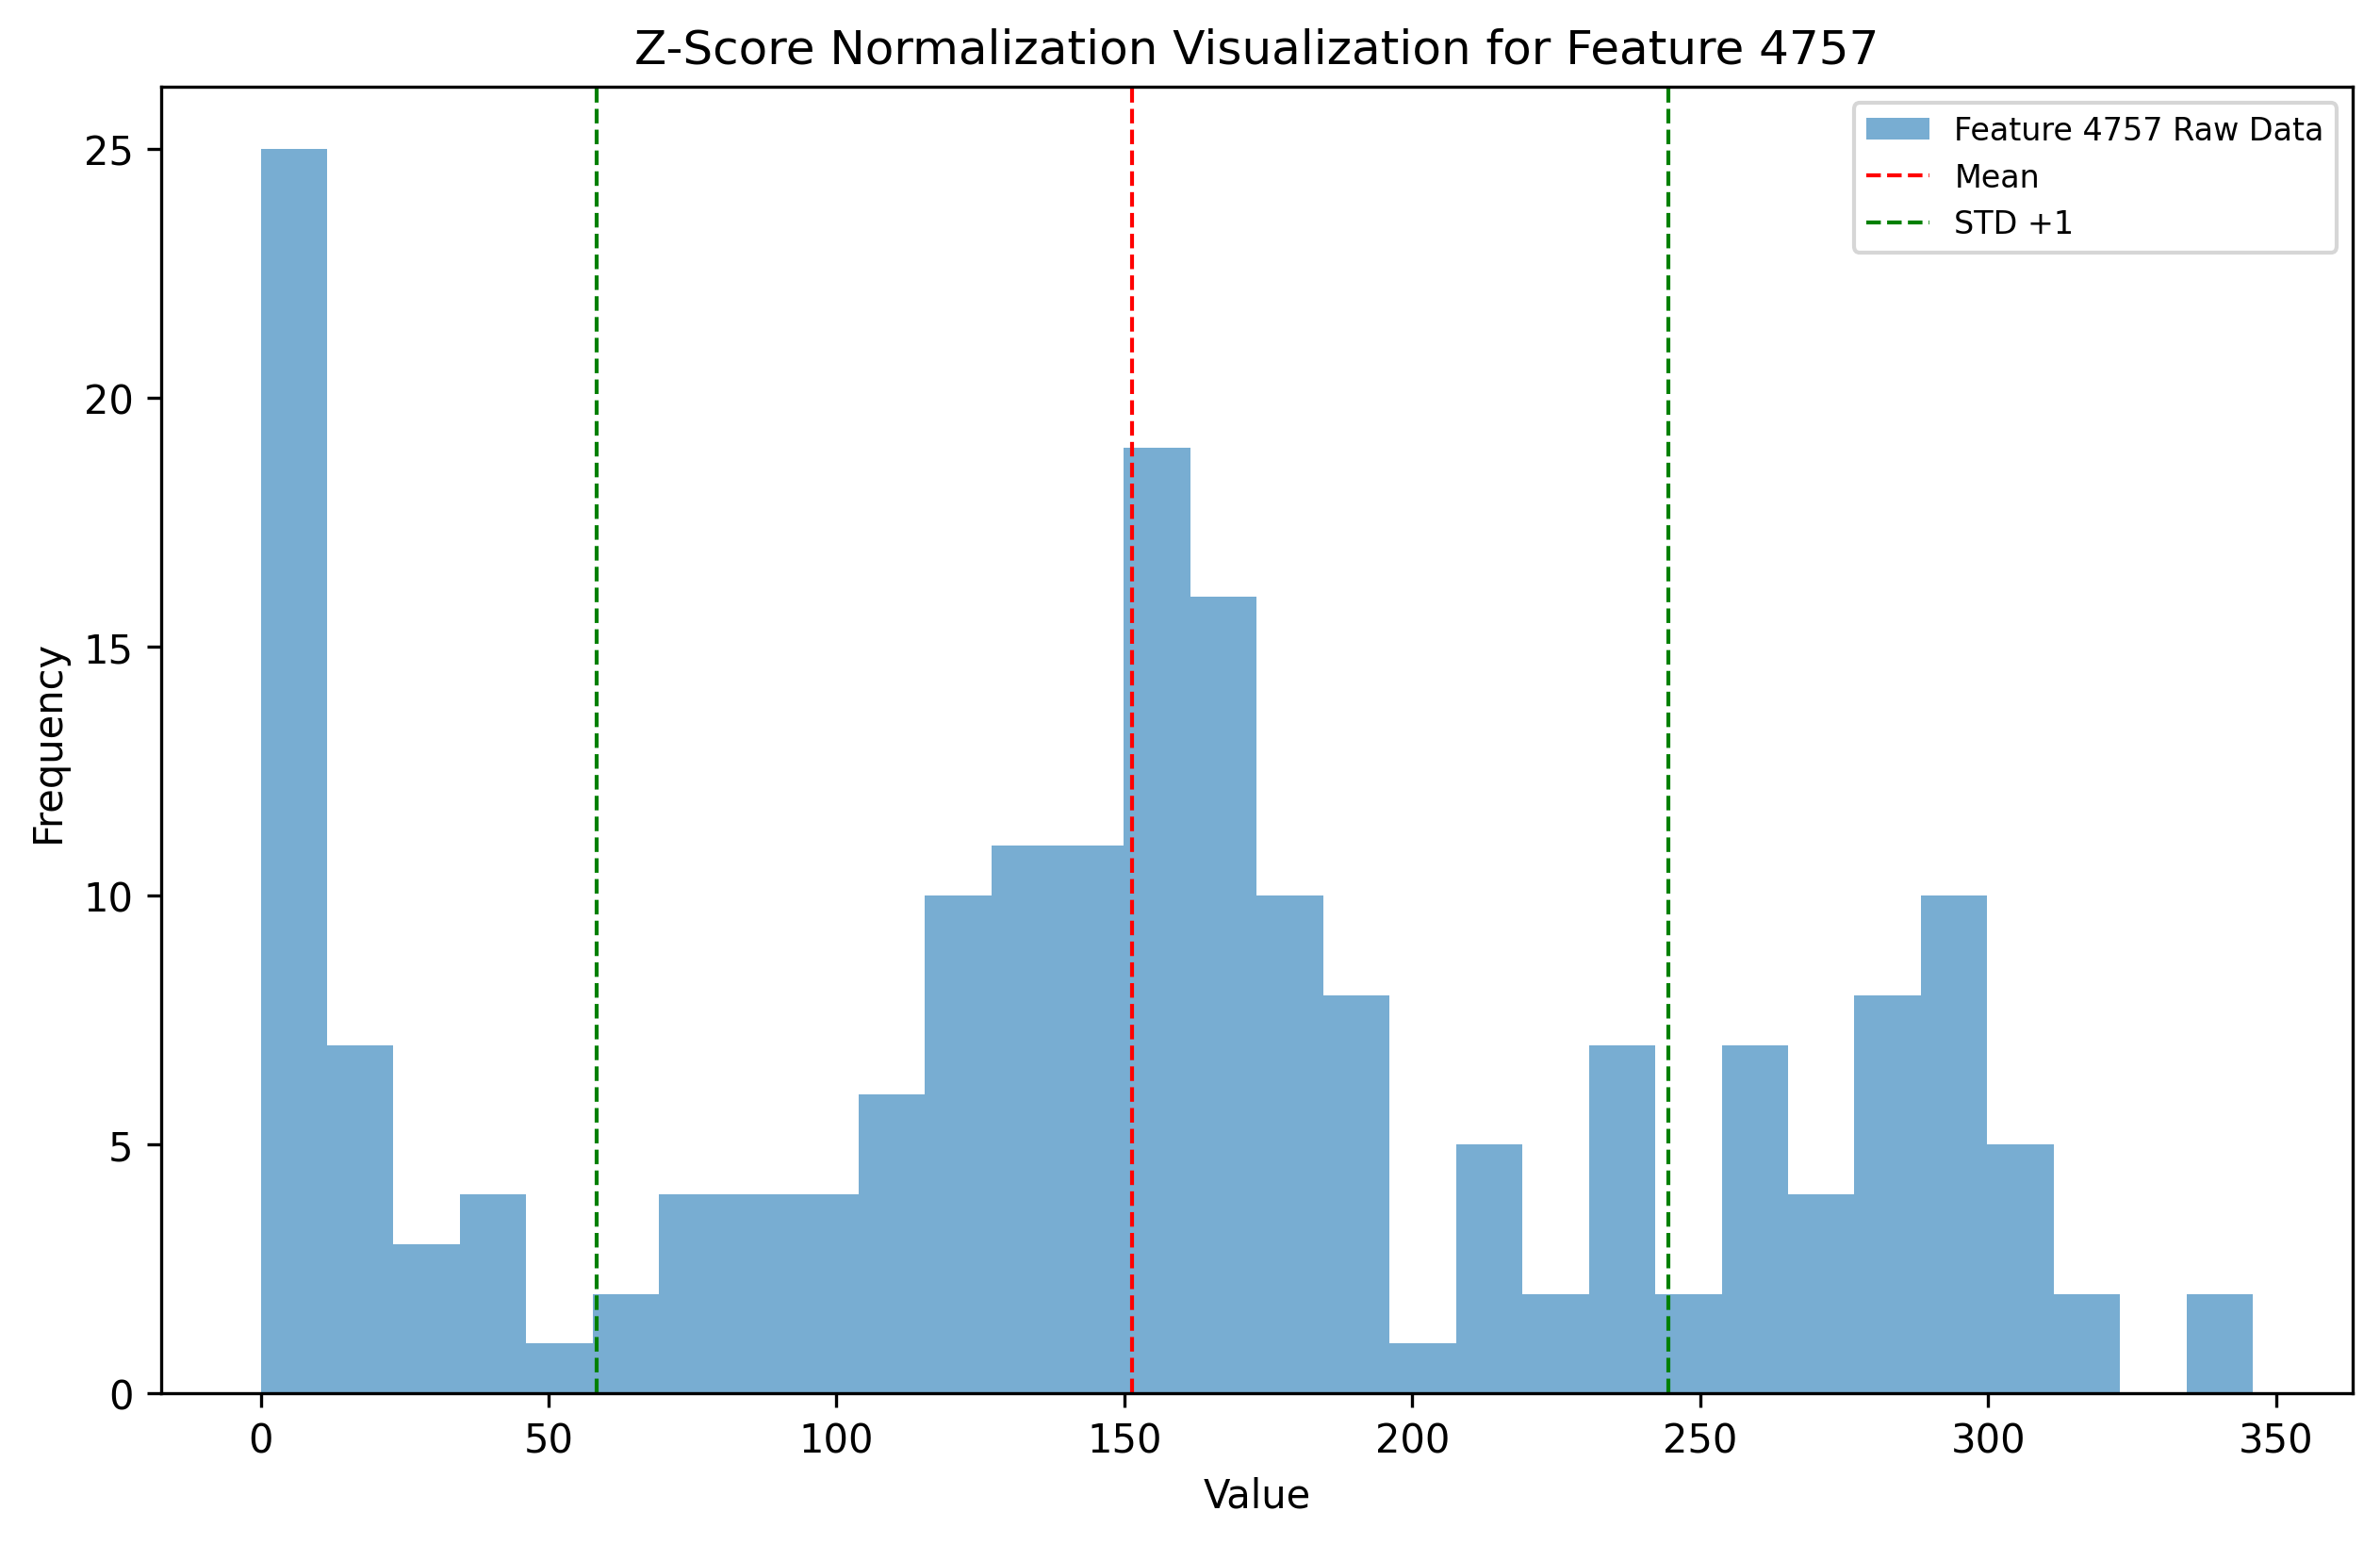 Z-Score Normalization Visualization for Feature 4757
Feature 4757 Raw Data
Mean
STD +1
Frequency
25
20
15
10
5
0
0 50 100 150 200 250 300 350
Value